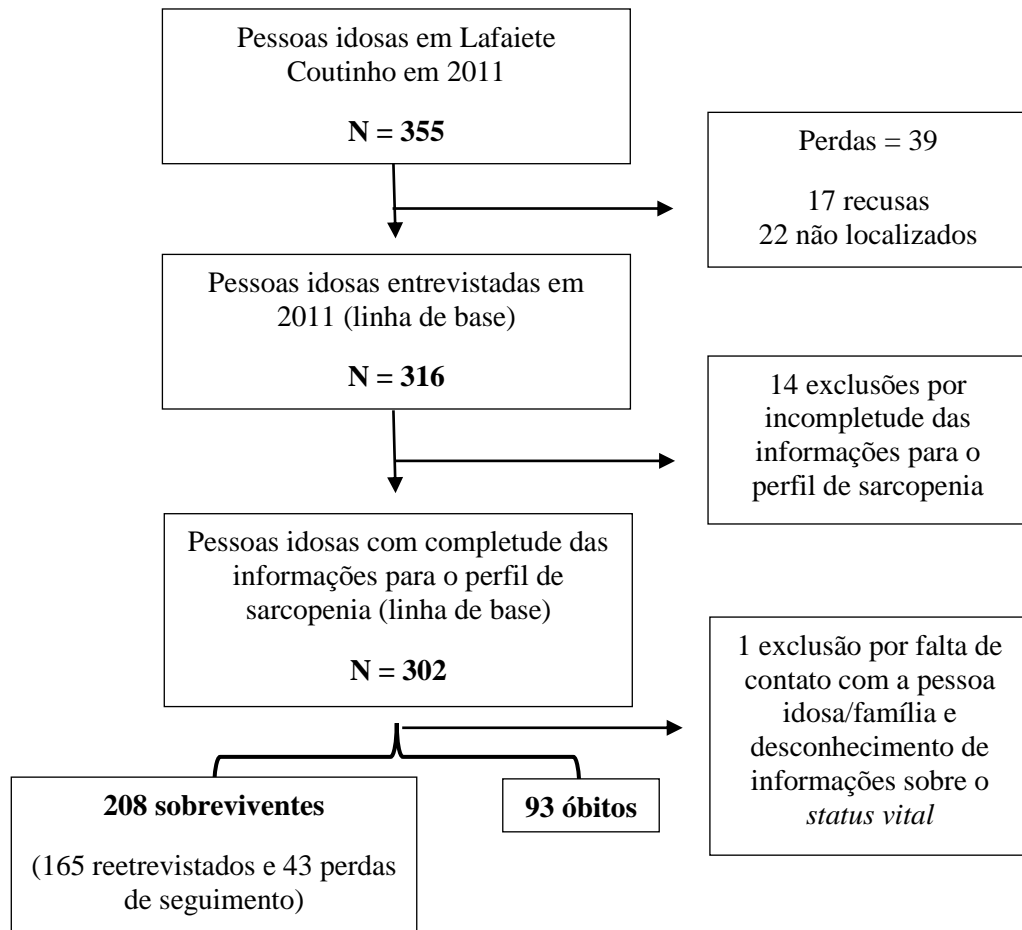 Pessoas idosas em Lafaiete
Coutinho em 2011
N = 355
Perdas = 39
17 recusas
22 não localizados
Pessoas idosas entrevistadas em
2011 (linha de base)
N = 316
14 exclusões por
incompletude das
informações para o
perfil de sarcopenia
Pessoas idosas com completude das
informações para o perfil de
sarcopenia (linha de base)
N = 302
1 exclusão por falta de
contato com a pessoa
idosa/família e
desconhecimento de
informações sobre o
status vital
208 sobreviventes
(165 reetrevistados e 43 perdas
de seguimento)
93 óbitos